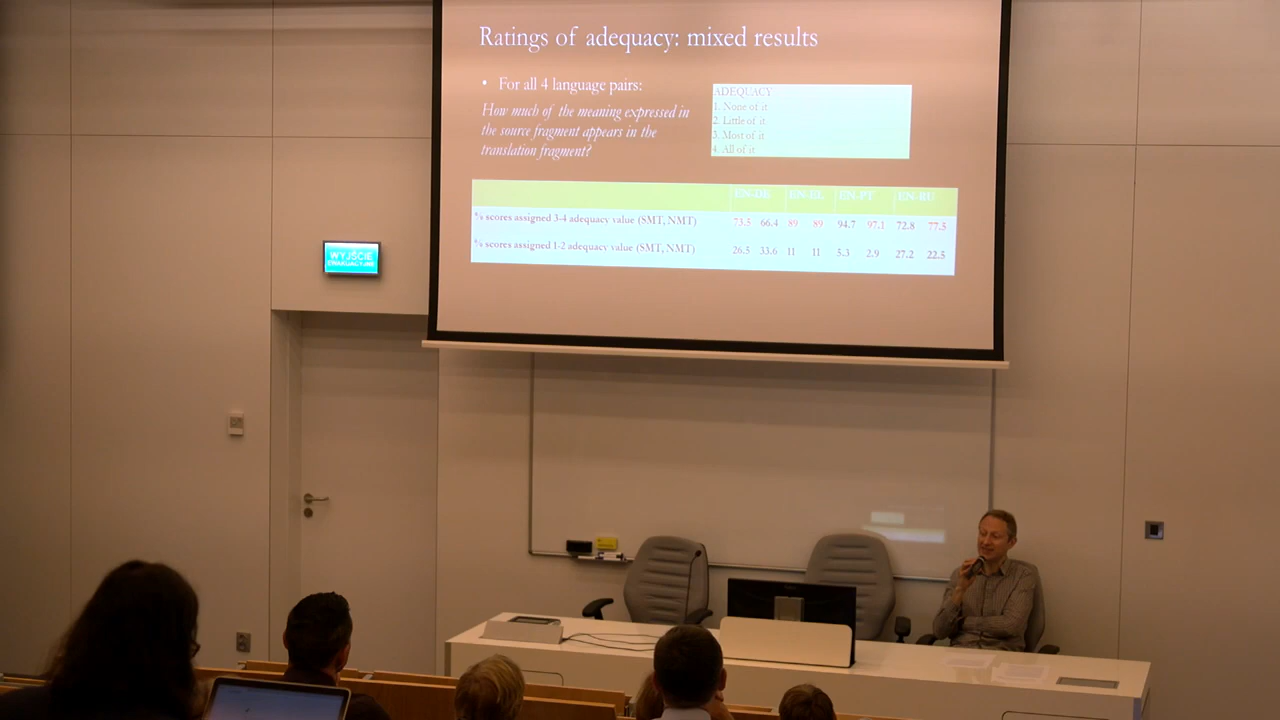 Ratings of adequacy: mixed results
• For all 4 language pairs:
How much of the meaning expressed in
the source fragment appears in the
translation fragment?
ADEQUACY
1. None of it
2. Little of it
3. Most of it
4. All of it
EN-DE EN-EL EN-PT EN-RU
% scores assigned 3-4 adequacy value (SMT, NMT) 73.5 66.4 89 89 94.7 97.1 72.8 77.5
% scores assigned 1-2 adequacy value (SMT, NMT) 26.5 33.6 11 11 5.3 2.9 27.2 22.5
WYJŚCIE
EWAKUACYJNE